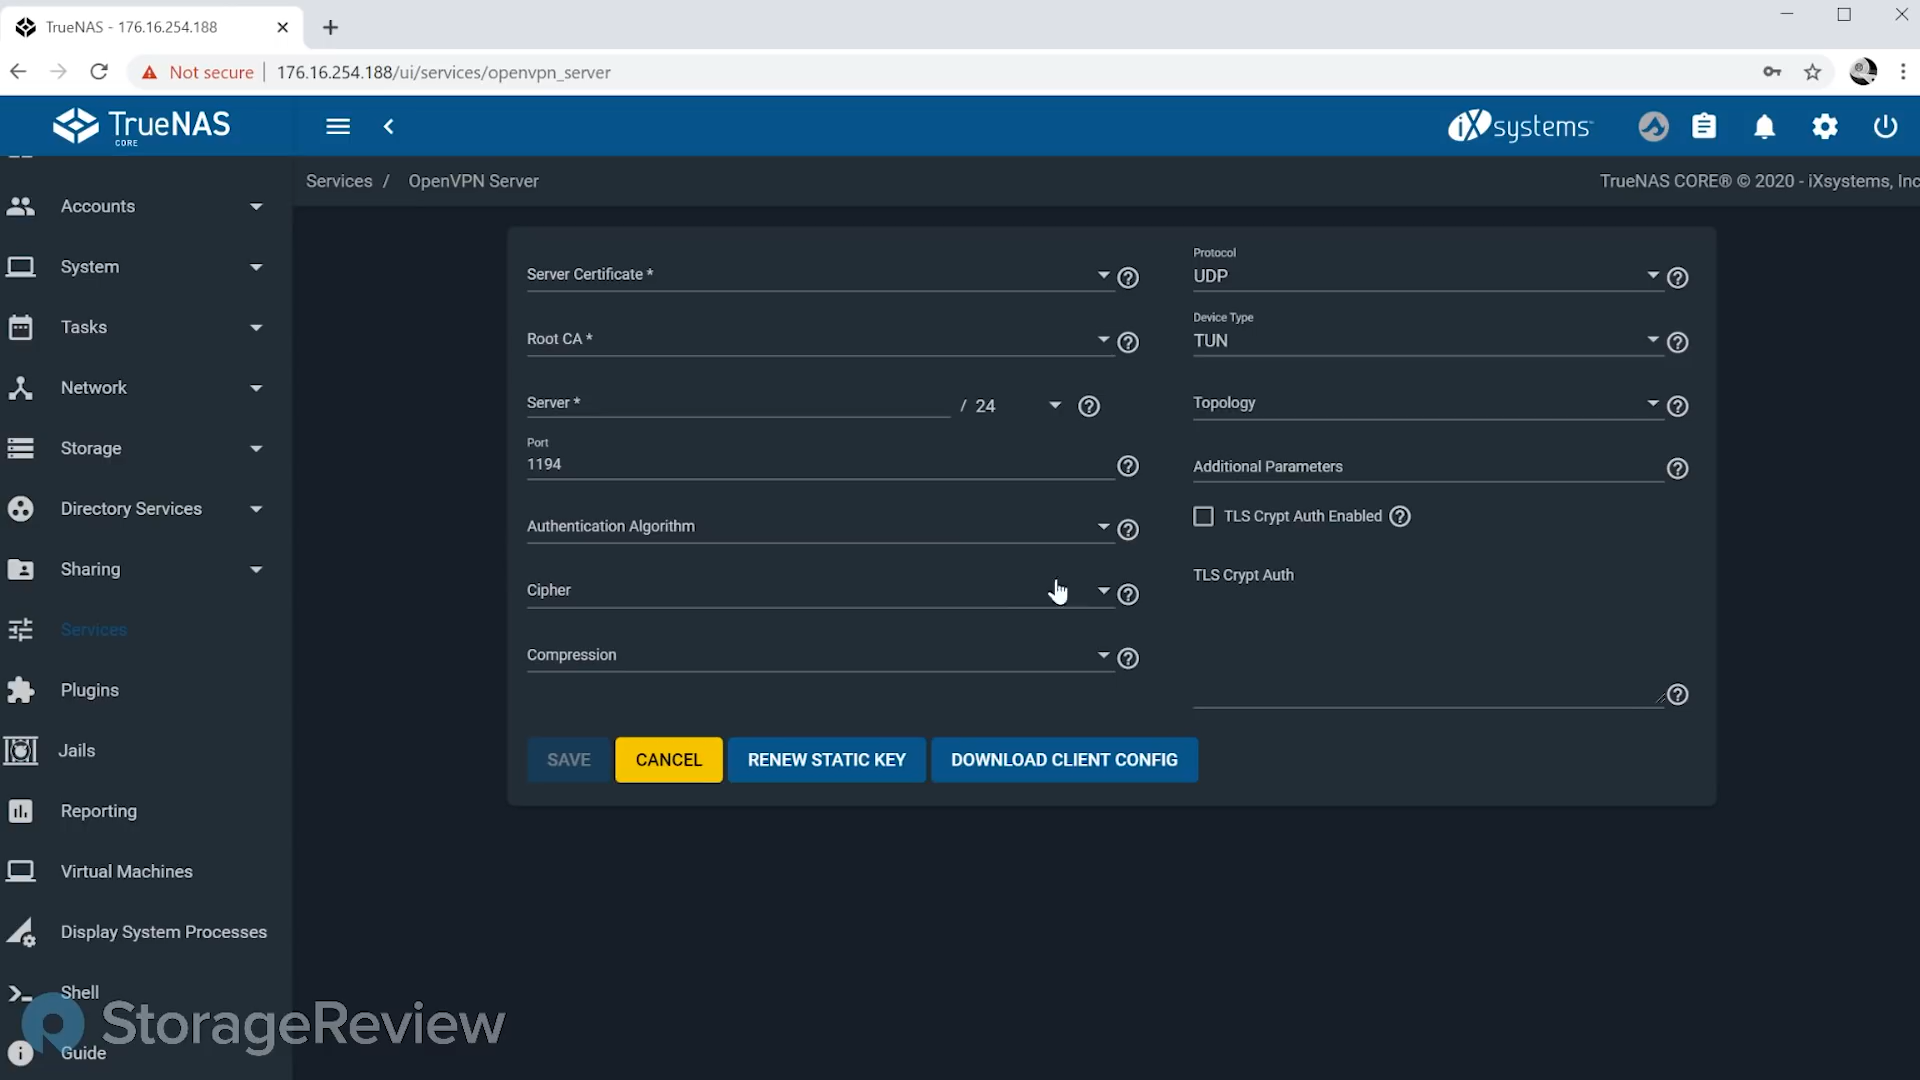 TrueNAS - 176.16.254.188
Not secure
176.16.254.188/ui/services/openvpn_server
TrueNAS
CORE
iXsystems
Services / OpenVPN Server
TrueNAS CORE® © 2020 - iXsystems, Inc
Accounts
System
Tasks
Network
Storage
Directory Services
Sharing
Services
Plugins
Jails
Reporting
Virtual Machines
Display System Processes
Shell
Guide
Server Certificate *
Root CA *
Server *
/ 24
Port
1194
Authentication Algorithm
Cipher
Compression
Protocol
UDP
Device Type
TUN
Topology
Additional Parameters
TLS Crypt Auth Enabled
TLS Crypt Auth
SAVE
CANCEL
RENEW STATIC KEY
DOWNLOAD CLIENT CONFIG
StorageReview